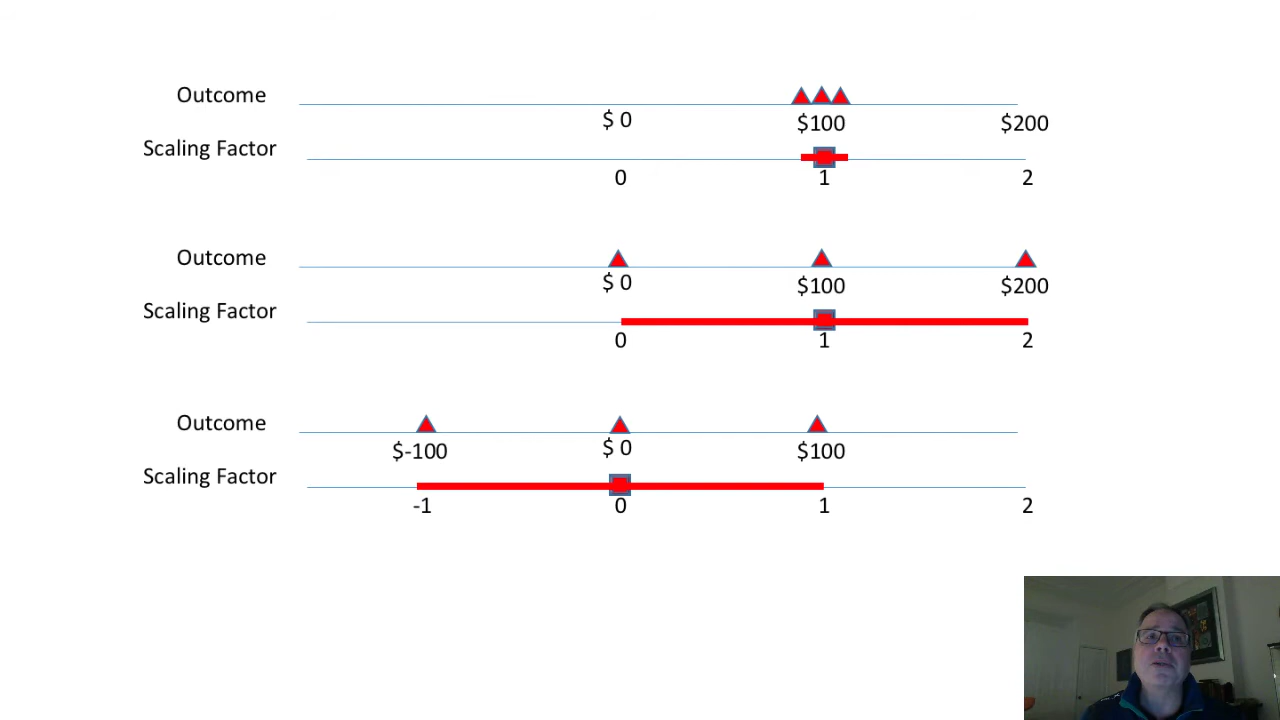 Outcome
$ 0 $100 $200
Scaling Factor
0 1 2
Outcome
$ 0 $100 $200
Scaling Factor
0 1 2
Outcome
$-100 $ 0 $100
Scaling Factor
-1 0 1 2